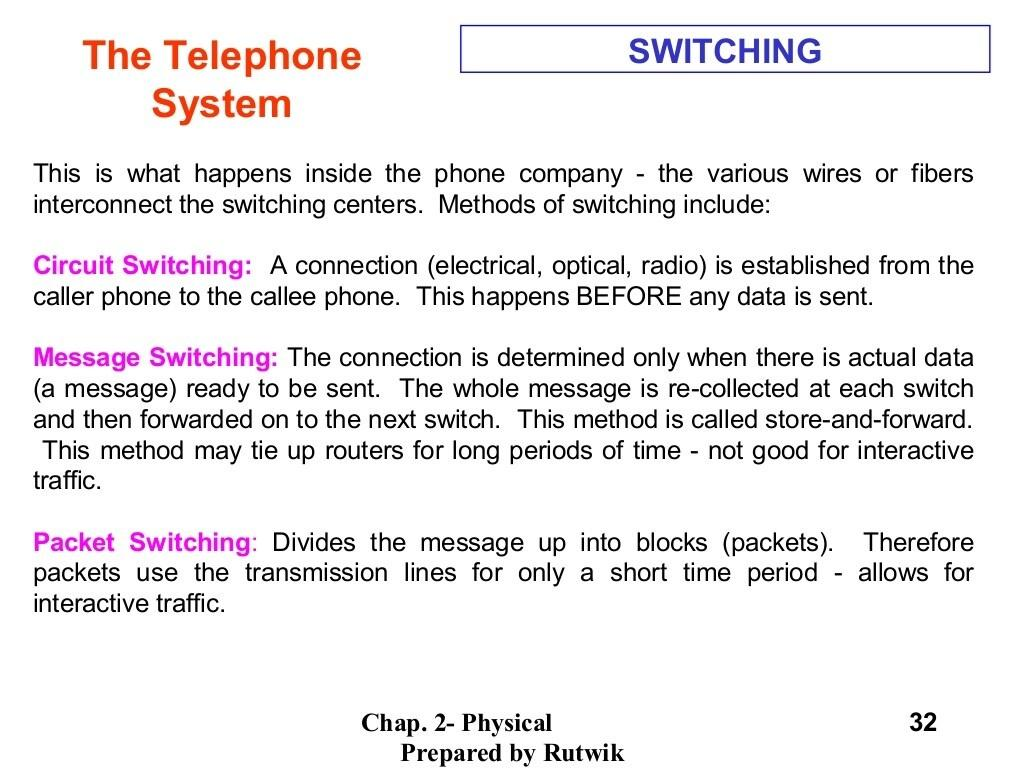 The Telephone
System
SWITCHING
This is what happens inside the phone company - the various wires or fibers
interconnect the switching centers.  Methods of switching include:
Circuit Switching:  A connection (electrical, optical, radio) is established from the
caller phone to the callee phone.  This happens BEFORE any data is sent.
Message Switching: The connection is determined only when there is actual data
(a message) ready to be sent.  The whole message is re-collected at each switch
and then forwarded on to the next switch.  This method is called store-and-forward.
This method may tie up routers for long periods of time - not good for interactive
traffic.
Packet Switching: Divides the message up into blocks (packets).  Therefore
packets use the transmission lines for only a short time period - allows for
interactive traffic.
Chap. 2- Physical
32
Prepared by Rutwik